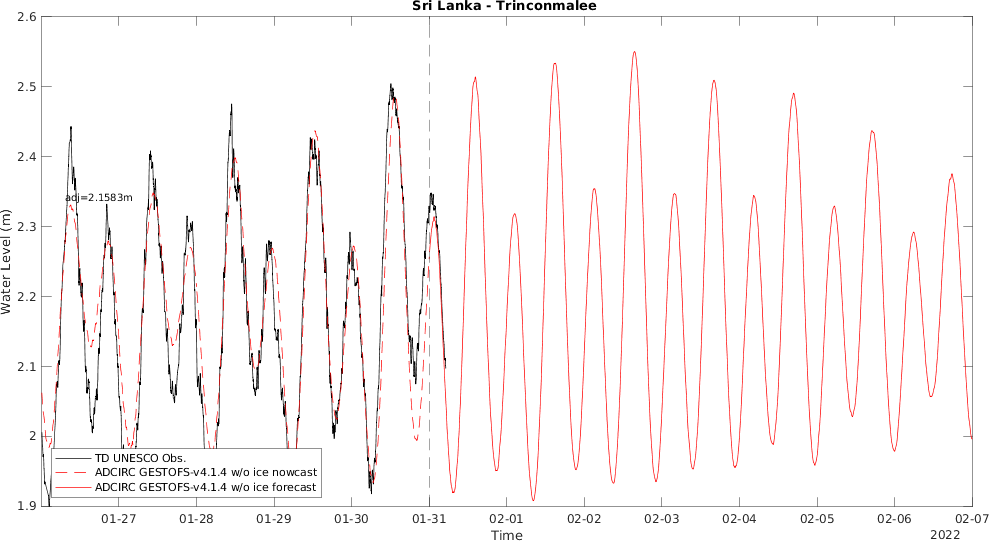 Sri Lanka - Trinconmalee
2.6
2.5
2.4
2.3
2.2
2.1
2
1.9
Water Level (m)
adj=2.1583m
TD UNESCO Obs.
ADCIRC GESTOFS-v4.1.4 w/o ice nowcast
ADCIRC GESTOFS-v4.1.4 w/o ice forecast
01-27 01-28 01-29 01-30 01-31 02-01 02-02 02-03 02-04 02-05 02-06 02-07
Time
2022